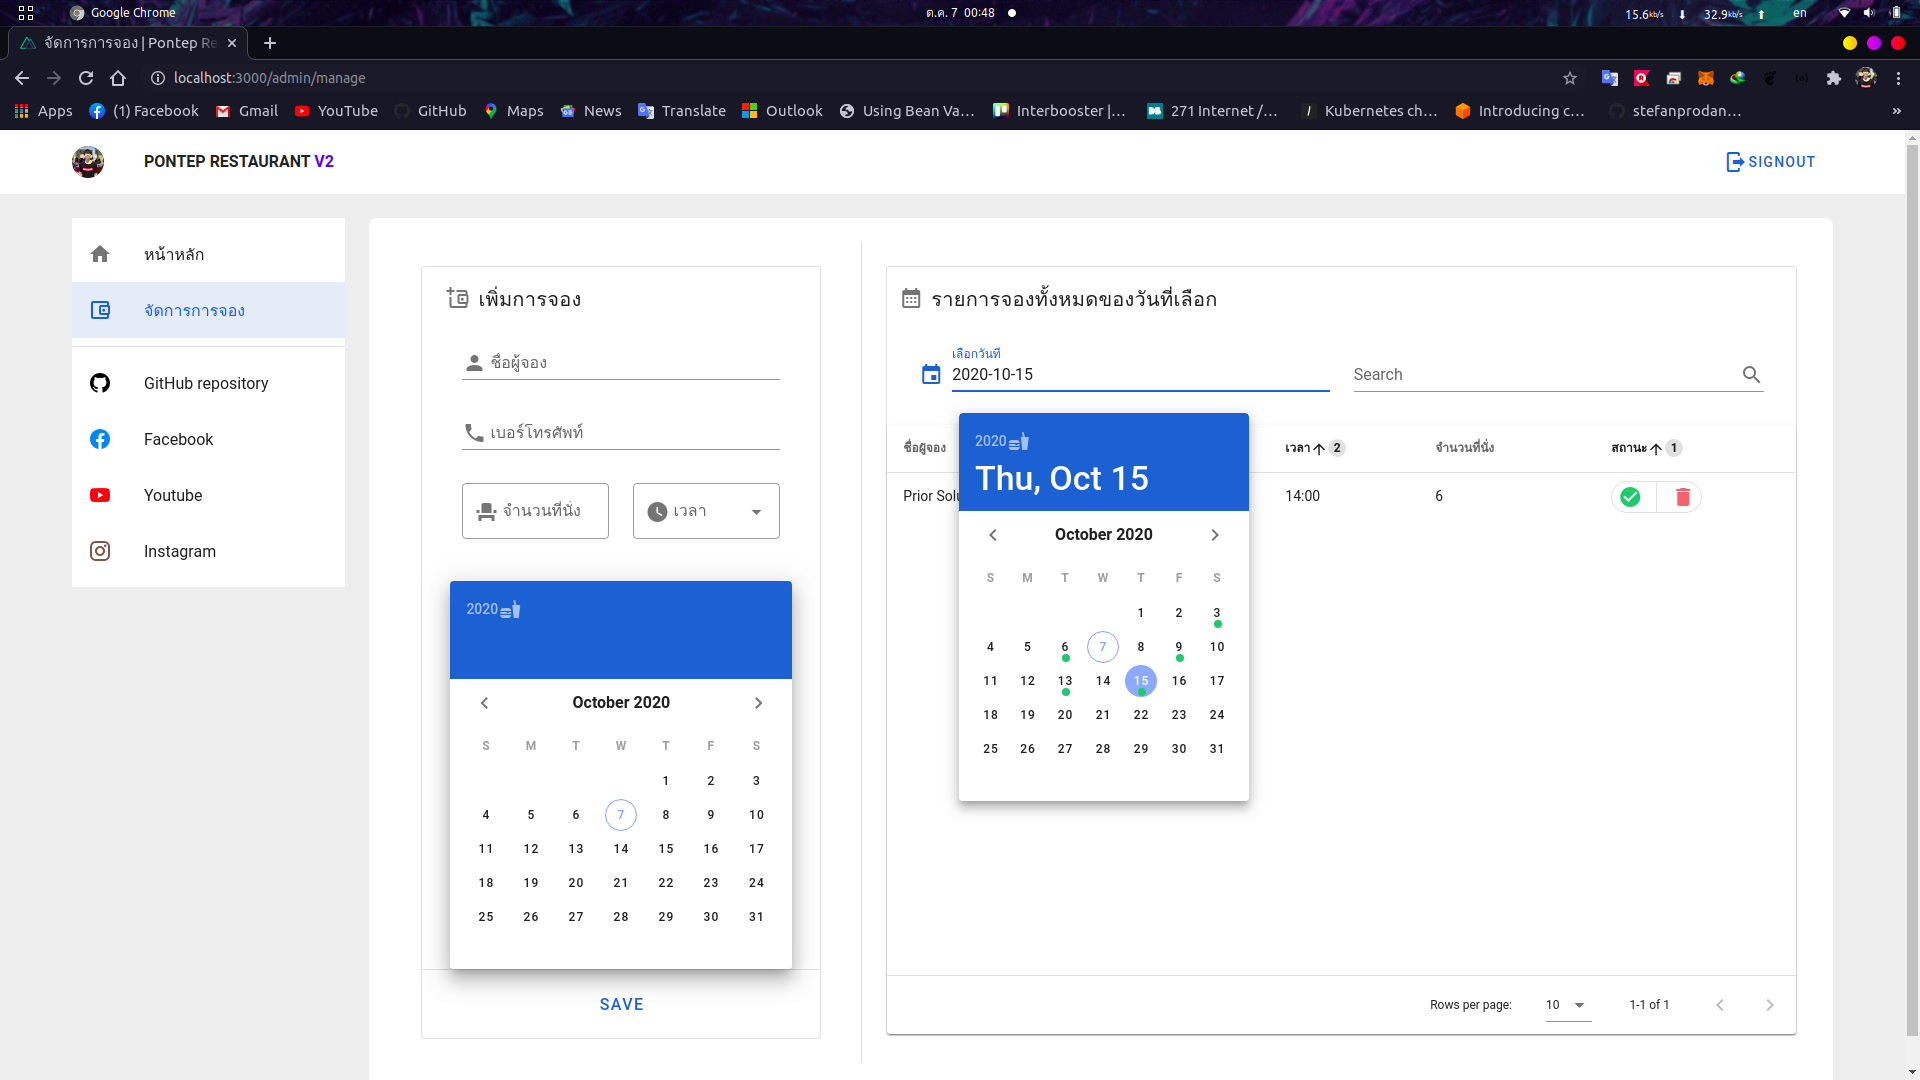 Google Chrome
ต.ค. 7 00:48
15.6kb/s
32.9kb/s
en
จัดการการจอง | Pontep Re
localhost:3000/admin/manage
Apps
(1) Facebook
Gmail
YouTube
GitHub
Maps
News
Translate
Outlook
Using Bean Va...
Interbooster |...
271 Internet /...
Kubernetes ch...
Introducing c...
stefanprodan...
»
PONTEP RESTAURANT V2
SIGNOUT
หน้าหลัก
จัดการการจอง
GitHub repository
Facebook
Youtube
Instagram
เพิ่มการจอง
ชื่อผู้จอง
เบอร์โทรศัพท์
จำนวนที่นั่ง
เวลา
2020
October 2020
S M T W T F S
1 2 3
4 5 6 7 8 9 10
11 12 13 14 15 16 17
18 19 20 21 22 23 24
25 26 27 28 29 30 31
SAVE
รายการจองทั้งหมดของวันที่เลือก
เลือกวันที่
2020-10-15
Search
ชื่อผู้จอง
เวลา 2
จำนวนที่นั่ง
สถานะ 1
Prior Solu
14:00
6
2020
Thu, Oct 15
October 2020
S M T W T F S
1 2 3
4 5 6 7 8 9 10
11 12 13 14 15 16 17
18 19 20 21 22 23 24
25 26 27 28 29 30 31
Rows per page:
10
1-1 of 1